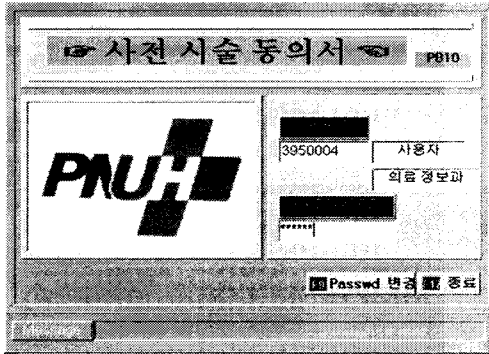 ☞ 사전 시술 동의서 ☜
PB10
PNUH
3950004 사용자
의료 정보과
******
Passwd 변경 종료
Message